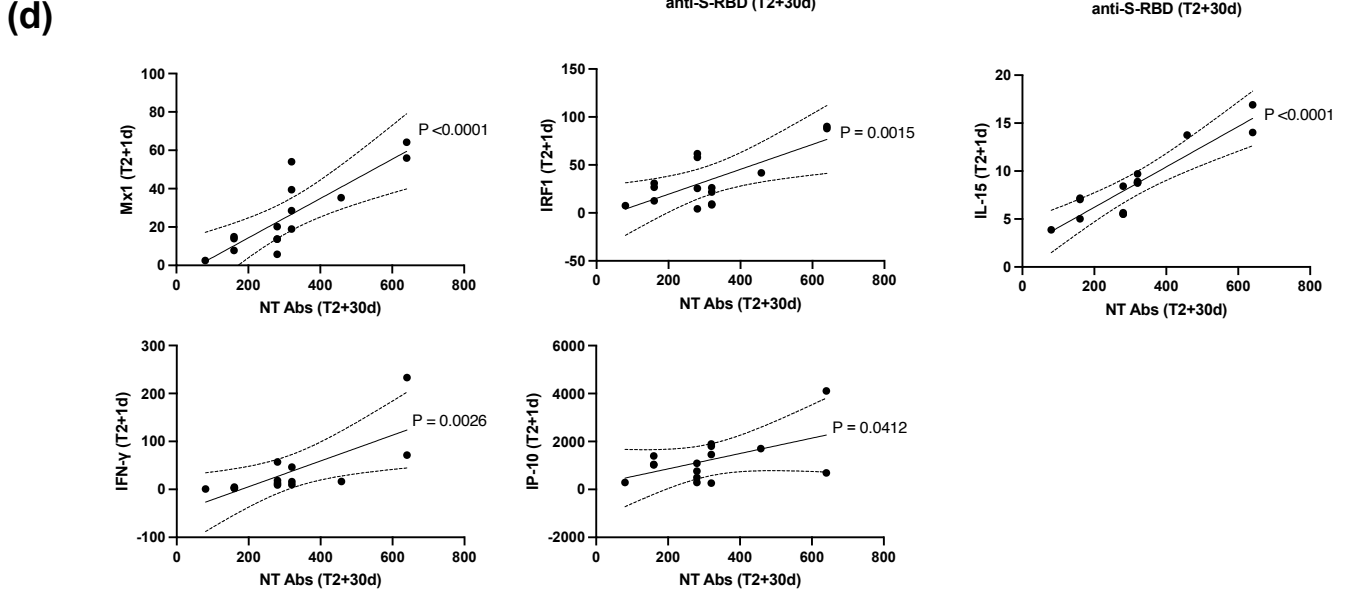 (d)
anti-S-RBD (T2+30d)
anti-S-RBD (T2+30d)
100
80
60
40
20
0
Mx1 (T2+1d)
P <0.0001
0 200 400 600 800
NT Abs (T2+30d)
150
100
50
0
-50
IRF1 (T2+1d)
P = 0.0015
0 200 400 600 800
NT Abs (T2+30d)
20
15
10
5
0
IL-15 (T2+1d)
P <0.0001
0 200 400 600 800
NT Abs (T2+30d)
300
200
100
0
-100
IFN-γ (T2+1d)
P = 0.0026
0 200 400 600 800
NT Abs (T2+30d)
6000
4000
2000
0
-2000
IP-10 (T2+1d)
P = 0.0412
0 200 400 600 800
NT Abs (T2+30d)